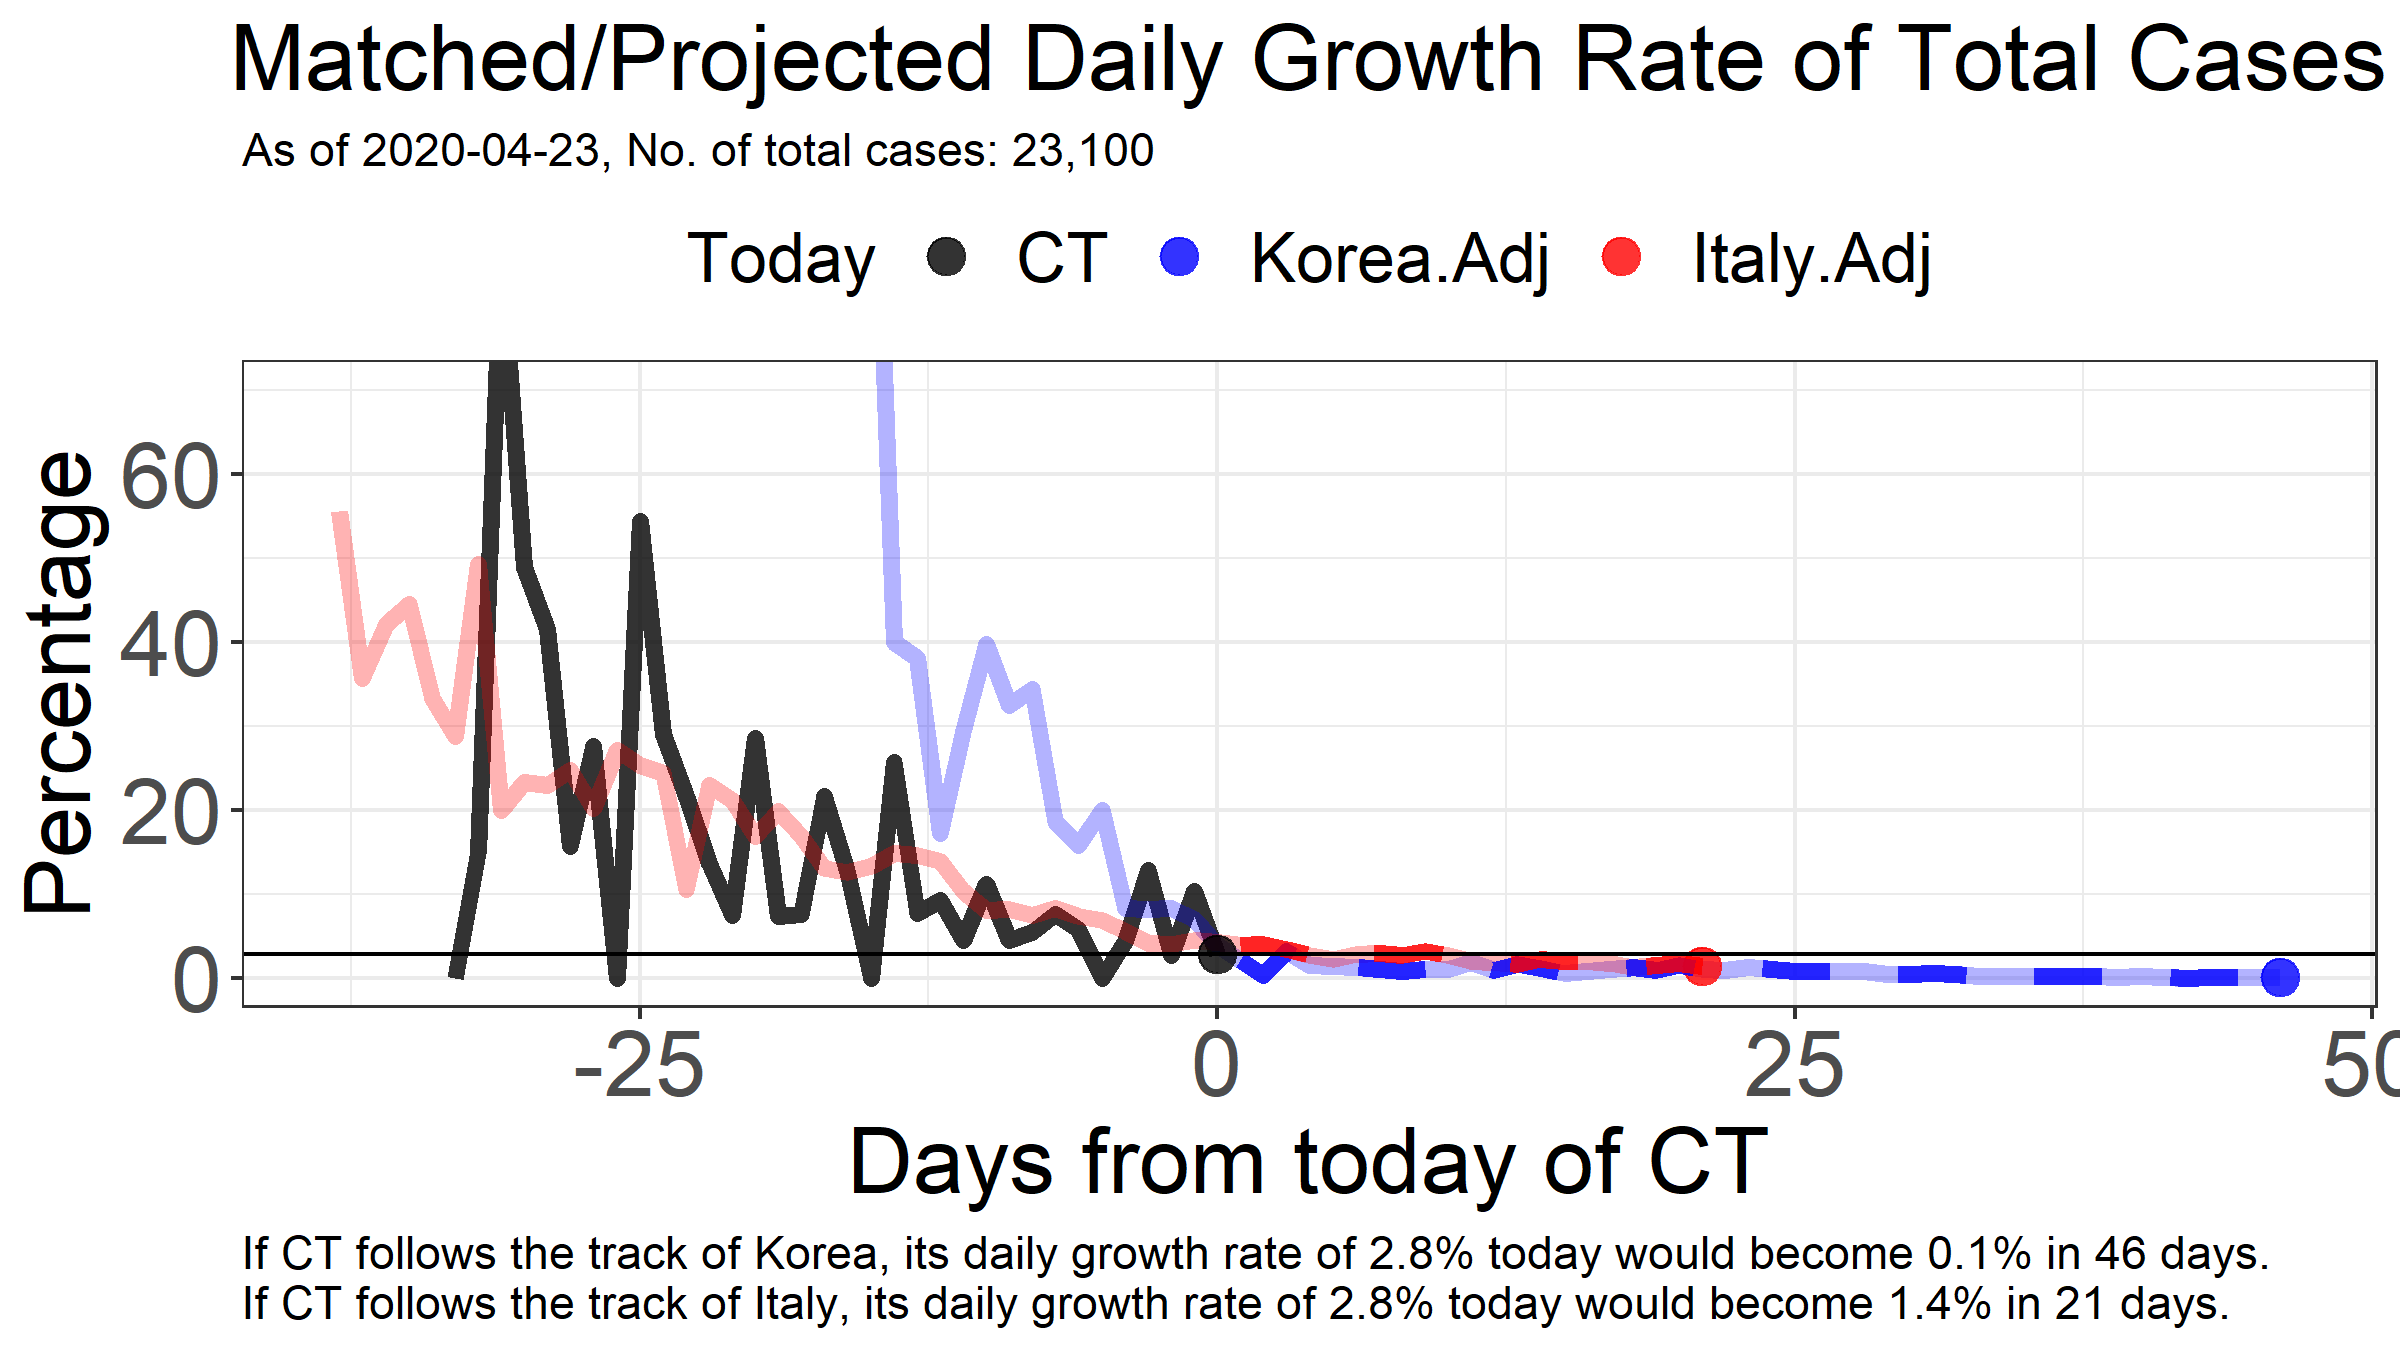 Matched/Projected Daily Growth Rate of Total Cases
As of 2020-04-23, No. of total cases: 23,100
Today CT Korea.Adj Italy.Adj
Percentage
60
40
20
0
-25 0 25 50
Days from today of CT
If CT follows the track of Korea, its daily growth rate of 2.8% today would become 0.1% in 46 days.
If CT follows the track of Italy, its daily growth rate of 2.8% today would become 1.4% in 21 days.